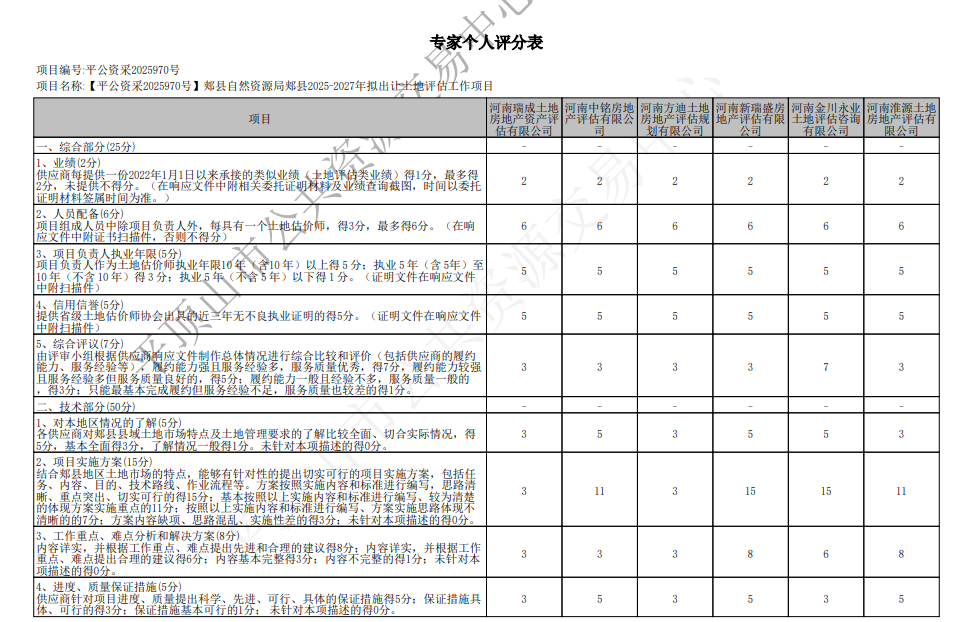 专家个人评分表
项目编号:平公资采2025970号
项目名称:【平公资采2025970号】郏县自然资源局郏县2025-2027年拟出让土地评估工作项目
项目 河南瑞成土地房地产资产评估有限公司 河南中铭房地产评估有限公司 河南方迪土地房地产评估规划有限公司 河南新瑞盛房地产评估有限公司 河南金川永业土地评估咨询有限公司 河南淮源土地房地产评估有限公司
一、综合部分(25分) - - - - - -
1、业绩(2分)
供应商每提供一份2022年1月1日以来承接的类似业绩（土地评估类业绩）得1分，最多得
2分，未提供不得分。（在响应文件中附相关委托证明材料及业绩查询截图，时间以委托
证明材料签属时间为准。）
2 2 2 2 2 2
2、人员配备(6分)
项目组成人员中除项目负责人外，每具有一个土地估价师，得3分，最多得6分。（在响
应文件中附证书扫描件，否则不得分）
6 6 6 6 6 6
3、项目负责人执业年限(5分)
项目负责人作为土地估价师执业年限10年（含10年）以上得５分；执业５年（含5年）至
10年（不含10年）得３分；执业５年（不含５年）以下得１分。（证明文件在响应文件
中附扫描件）
5 5 5 5 5 5
4、信用信誉(5分)
提供省级土地估价师协会出具的近三年无不良执业证明的得5分。（证明文件在响应文件
中附扫描件）
5 5 5 5 5 5
5、综合评议(7分)
由评审小组根据供应商响应文件制作总体情况进行综合比较和评价（包括供应商的履约
能力、服务经验等），履约能力强且服务经验多，服务质量优秀，得7分，履约能力较强
且服务经验多但服务质量良好的，得5分；履约能力一般且经验不多，服务质量一般的
，得3分；只能最基本完成履约但服务经验不足，服务质量也较差的得1分。
3 3 3 3 7 3
二、技术部分(50分) - - - - - -
1、对本地区情况的了解(5分)
各供应商对郏县县域土地市场特点及土地管理要求的了解比较全面、切合实际情况，得
5分，基本全面得3分，了解情况一般得1分。未针对本项描述的得0分。
3 5 3 5 5 3
2、项目实施方案(15分)
结合郏县地区土地市场的特点，能够有针对性的提出切实可行的项目实施方案，包括任
务、内容、目的、技术路线、作业流程等。方案按照实施内容和标准进行编写，思路清
晰、重点突出、切实可行的得15分；基本按照以上实施内容和标准进行编写、较为清楚
的体现方案实施重点的11分；按照以上实施内容和标准进行编写、方案实施思路体现不
清晰的的7分；方案内容缺项、思路混乱、实施性差的得3分；未针对本项描述的得0分。
3 11 3 15 15 11
3、工作重点、难点分析和解决方案(8分)
内容详实，并根据工作重点、难点提出先进和合理的建议得8分；内容详实，并根据工作
重点、难点提出合理的建议得6分；内容基本完整得3分；内容不完整的得1分；未针对本
项描述的得0分。
3 3 3 8 6 8
4、进度、质量保证措施(5分)
供应商针对项目进度、质量提出科学、先进、可行、具体的保证措施得5分；保证措施具
体、可行的得3分；保证措施基本可行的1分； 未针对本项描述的得0分。
3 5 3 5 3 5
平顶山市公共资源交易中心